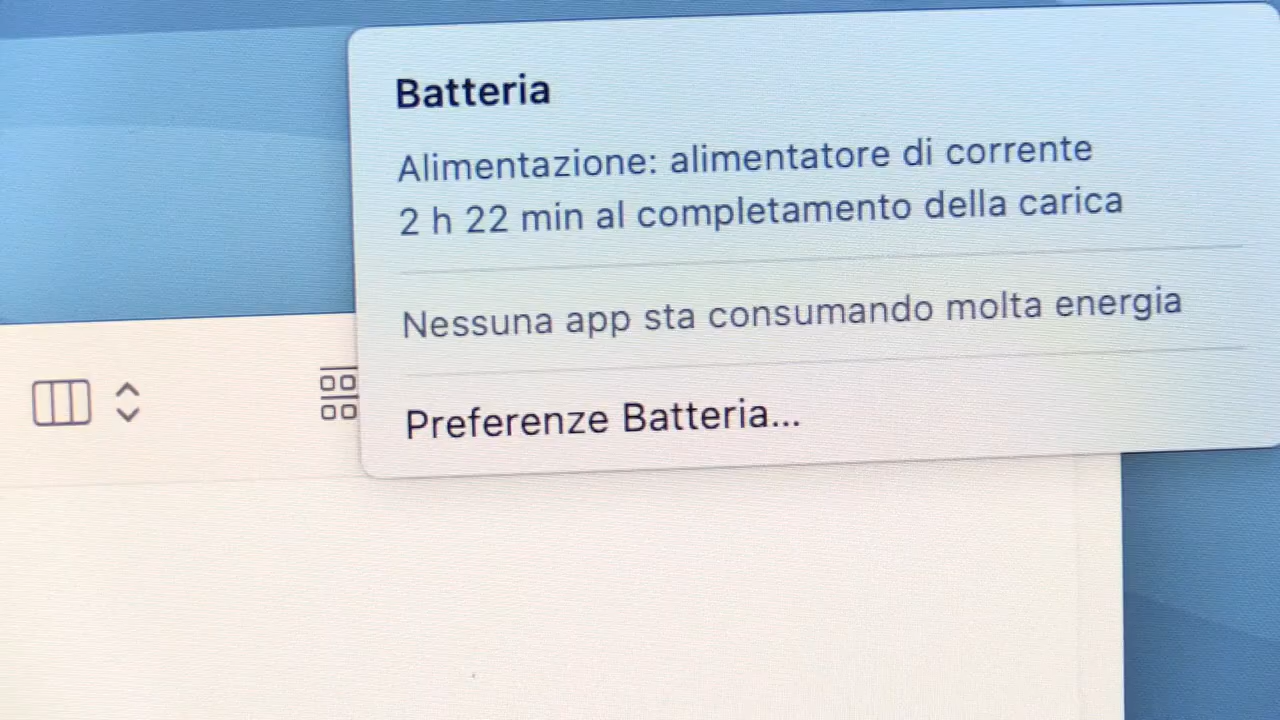 Batteria
Alimentazione: alimentatore di corrente
2 h 22 min al completamento della carica
Nessuna app sta consumando molta energia
Preferenze Batteria...